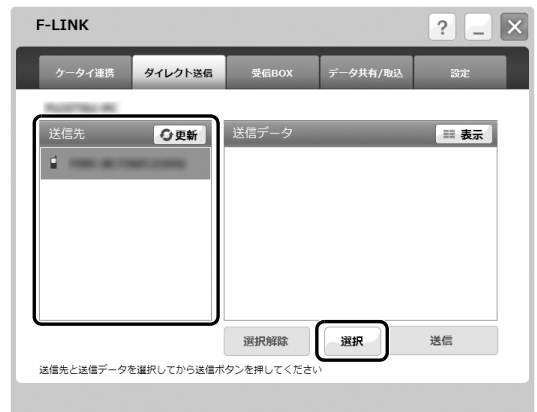 F-LINK
? _ X
ケータイ連携 ダイレクト送信 受信BOX データ共有/取込 設定
送信先 更新 送信データ 表示
選択解除 選択 送信
送信先と送信データを選択してから送信ボタンを押してください